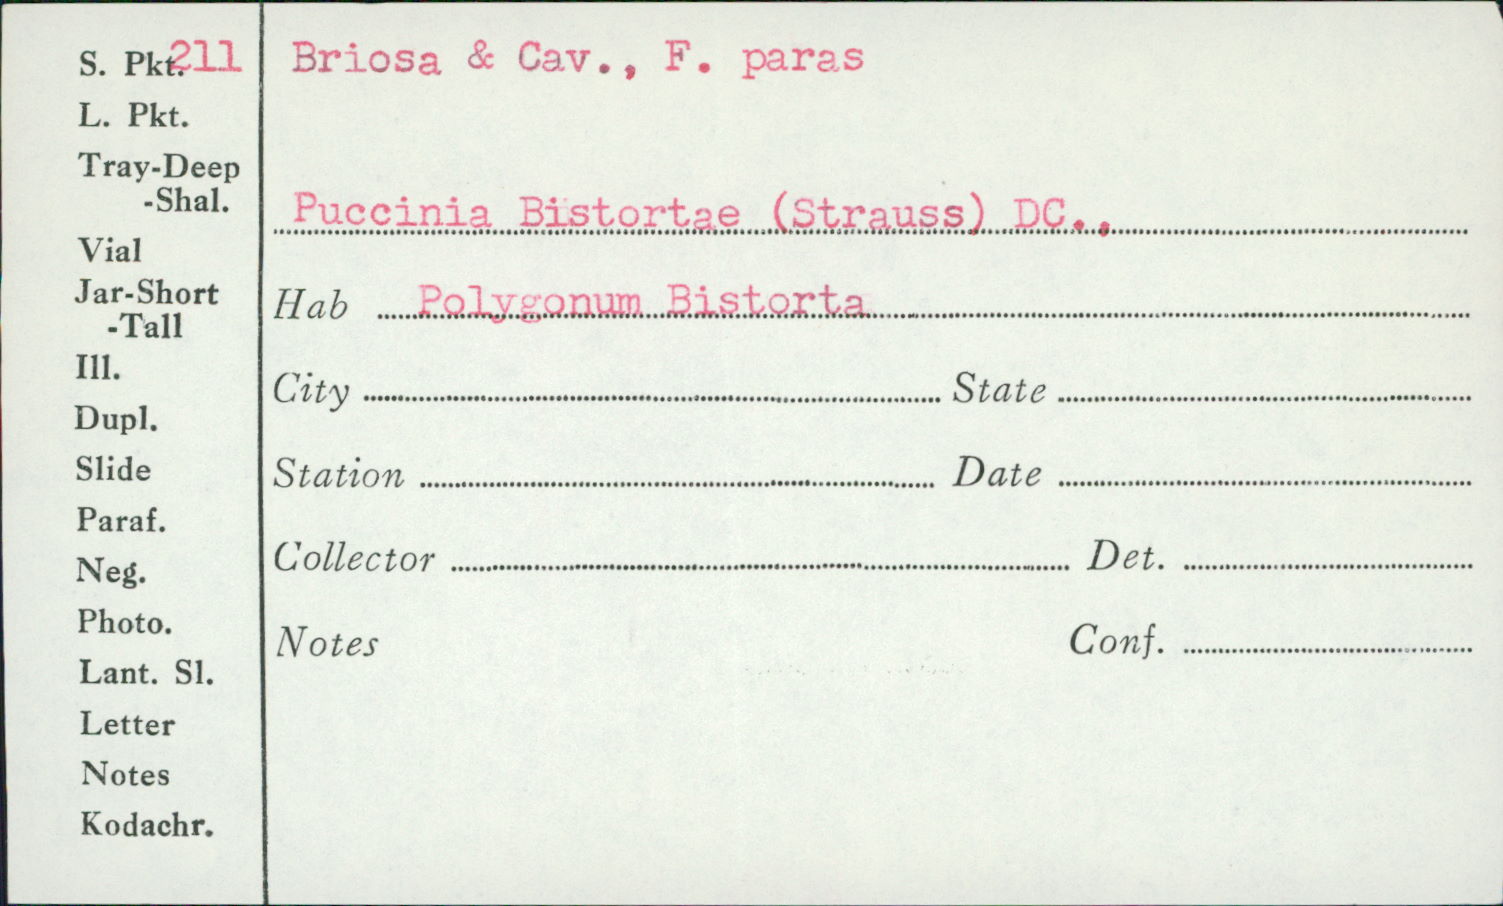 S. Pkt. 211
L. Pkt.
Tray-Deep
-Shal.
Vial
Jar-Short
-Tall
Ill.
Dupl.
Slide
Paraf.
Neg.
Photo.
Lant. Sl.
Letter
Notes
Kodachr.
Briosa & Cav., F. paras
Puccinia Bistortae (Strauss) DC.,
Hab Polygonum Bistorta
City State
Station Date
Collector Det.
Notes Conf.